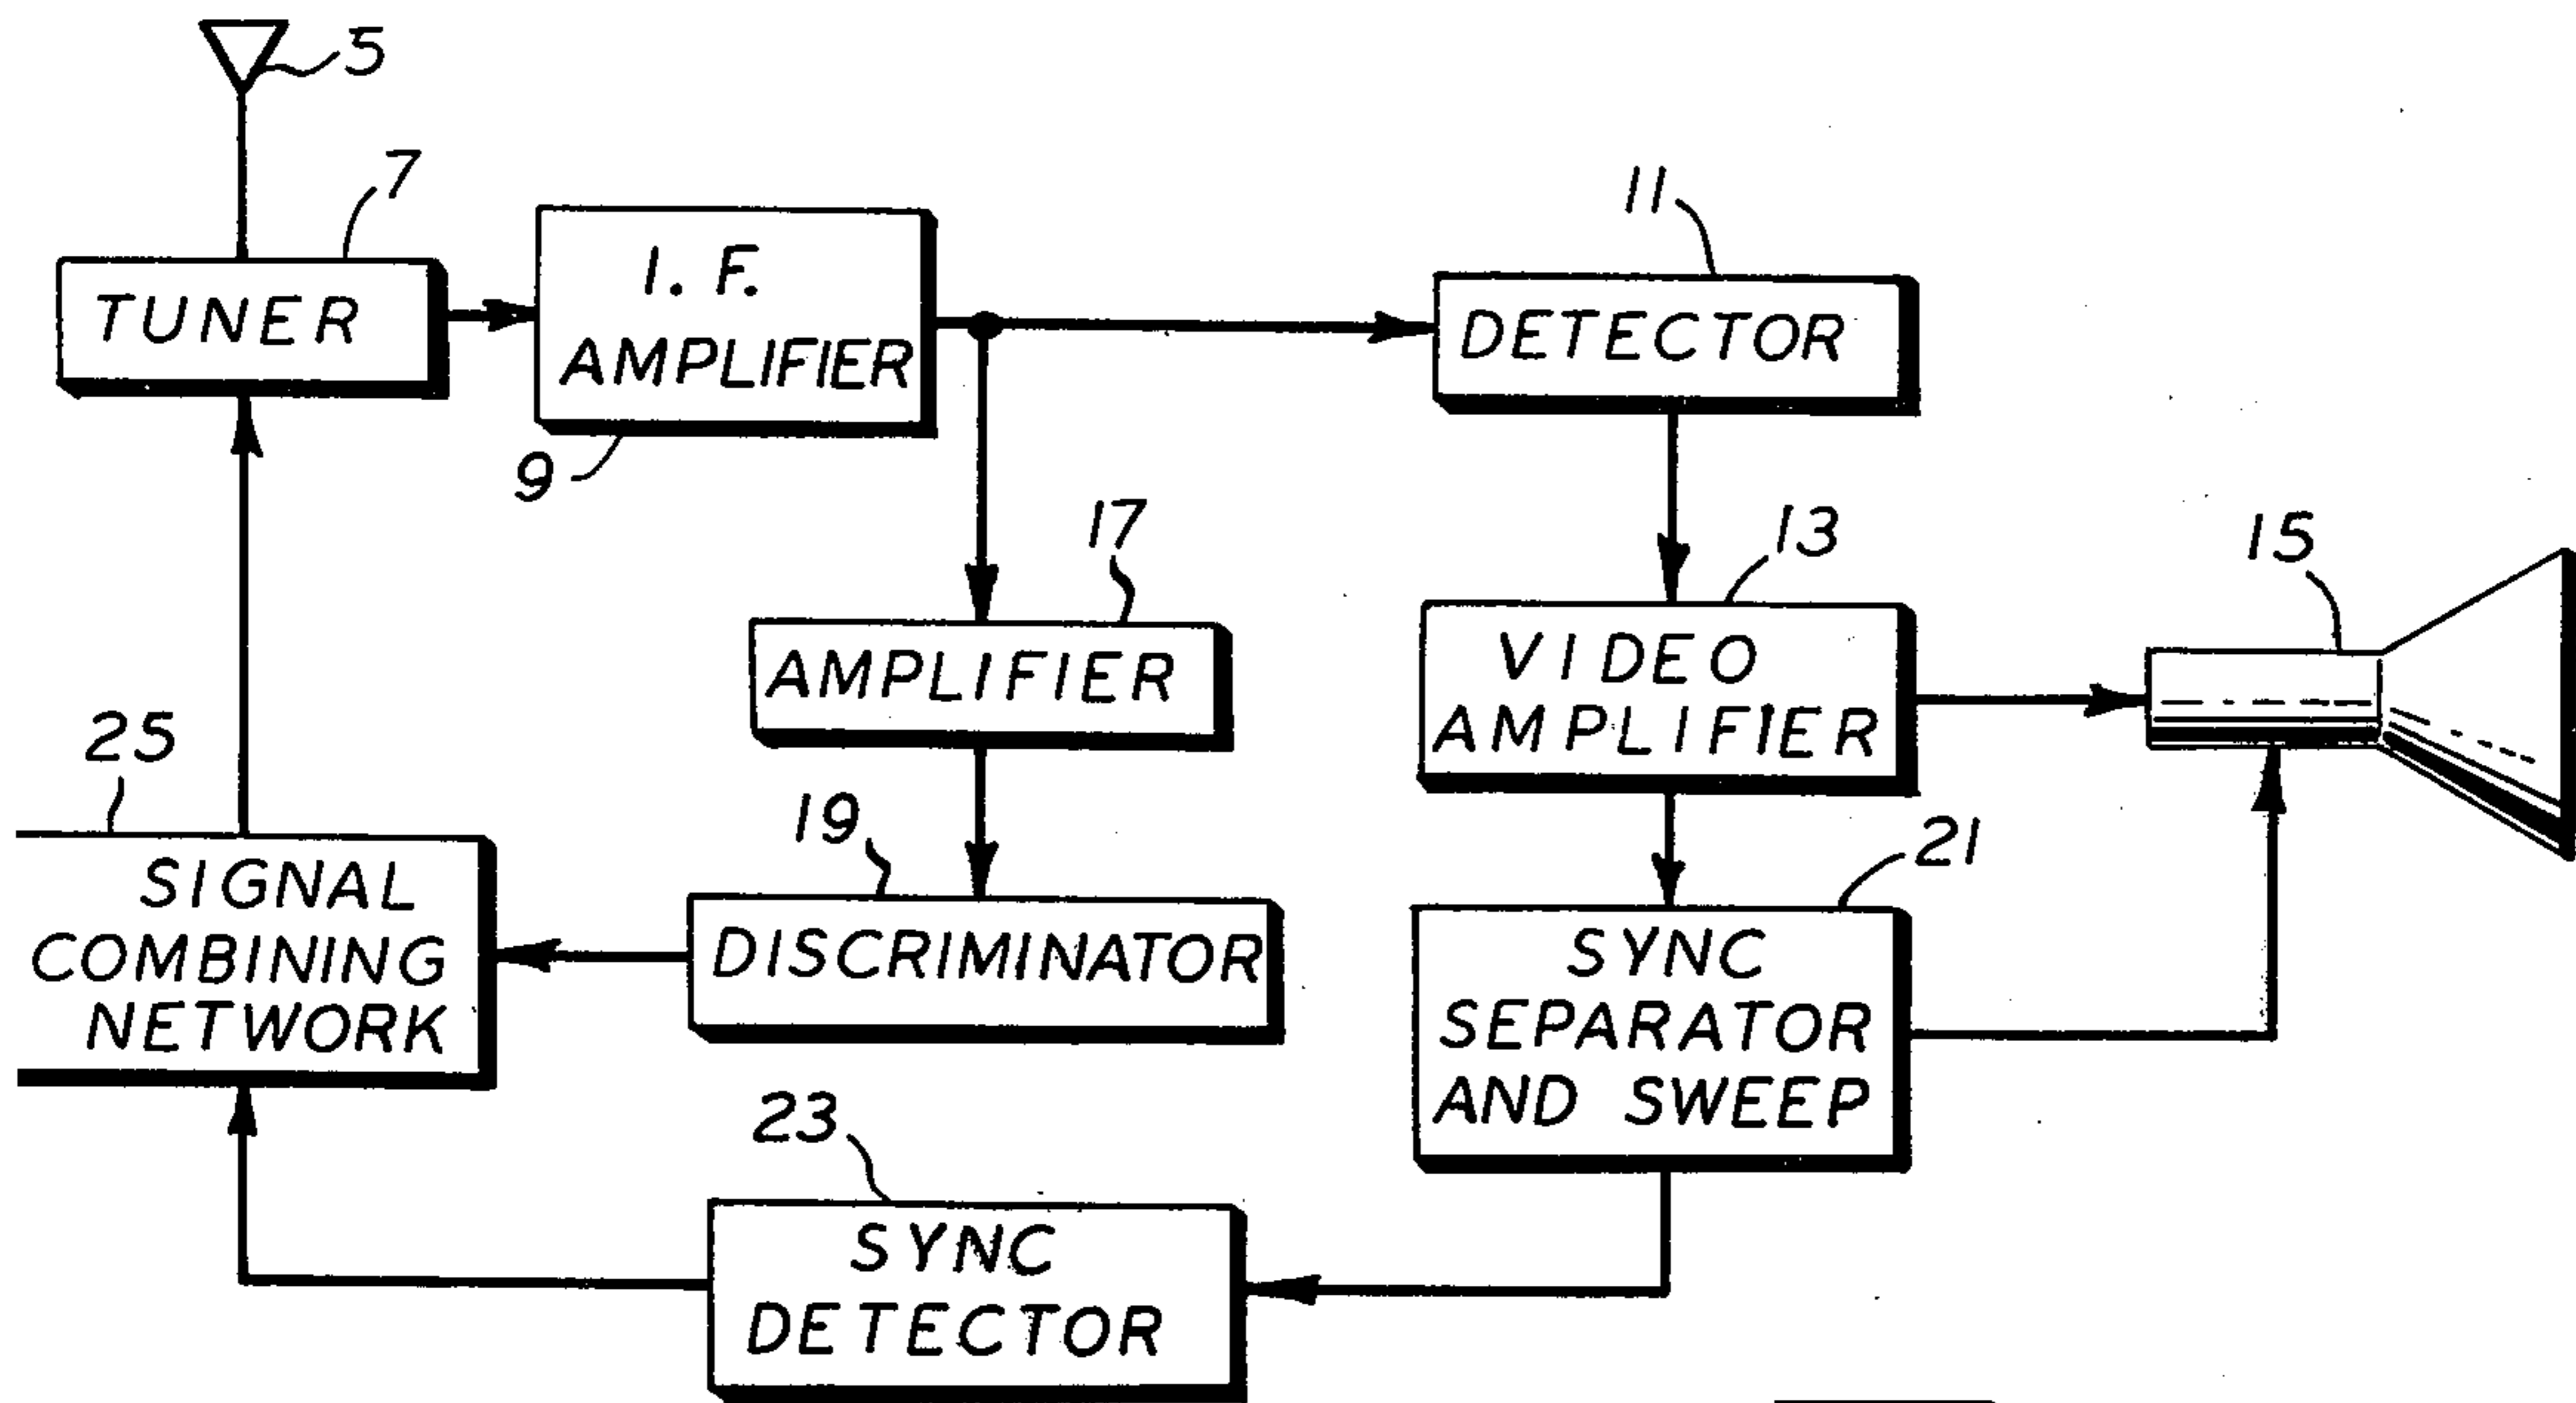 5
7
TUNER
I. F.
AMPLIFIER
9
11
DETECTOR
17
AMPLIFIER
13
VIDEO
AMPLIFIER
15
25
SIGNAL
COMBINING
NETWORK
19
DISCRIMINATOR
21
SYNC
SEPARATOR
AND SWEEP
23
SYNC
DETECTOR